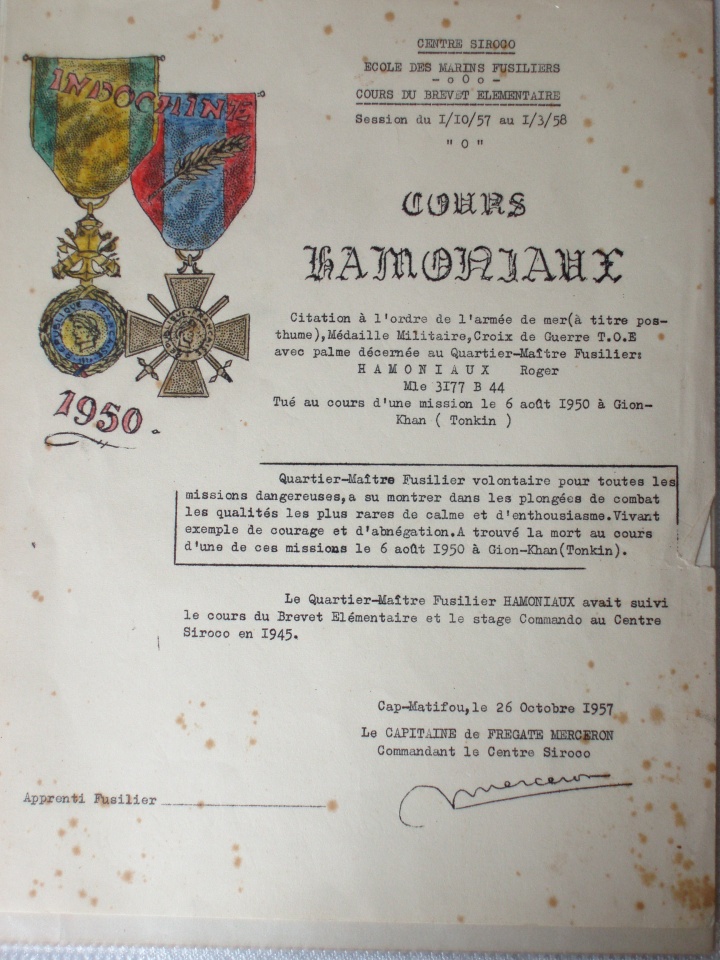 CENTRE SIROCO
ECOLE DES MARINS FUSILIERS
- o O o -
COURS DU BREVET ELEMENTAIRE
Session du I/IO/57 au I/3/58
" O "
INDOCHINE
COURS
HAMONIAUX
Citation à l'ordre de l'armée de mer(à titre pos-
thume),Médaille Militaire,Croix de Guerre T.O.E
avec palme décernée au Quartier-Maître Fusilier:
H A M O N I A U X Roger
Mle 3I77 B 44
Tué au cours d'une mission le 6 août I950 à Gion-
Khan ( Tonkin )
REPUBLIQUE FRANCAISE
1950.
Quartier-Maître Fusilier volontaire pour toutes les
missions dangereuses,a su montrer dans les plongées de combat
les qualités les plus rares de calme et d'enthousiasme.Vivant
exemple de courage et d'abnégation.A trouvé la mort au cours
d'une de ces missions le 6 août I950 à Gion-Khan(Tonkin).
Le Quartier-Maître Fusilier HAMONIAUX avait suivi
le cours du Brevet Elémentaire et le stage Commando au Centre
Siroco en I945.
Cap-Matifou,le 26 Octobre I957
Le CAPITAINE de FREGATE MERCERON
Commandant le Centre Siroco
Merceron
Apprenti Fusilier